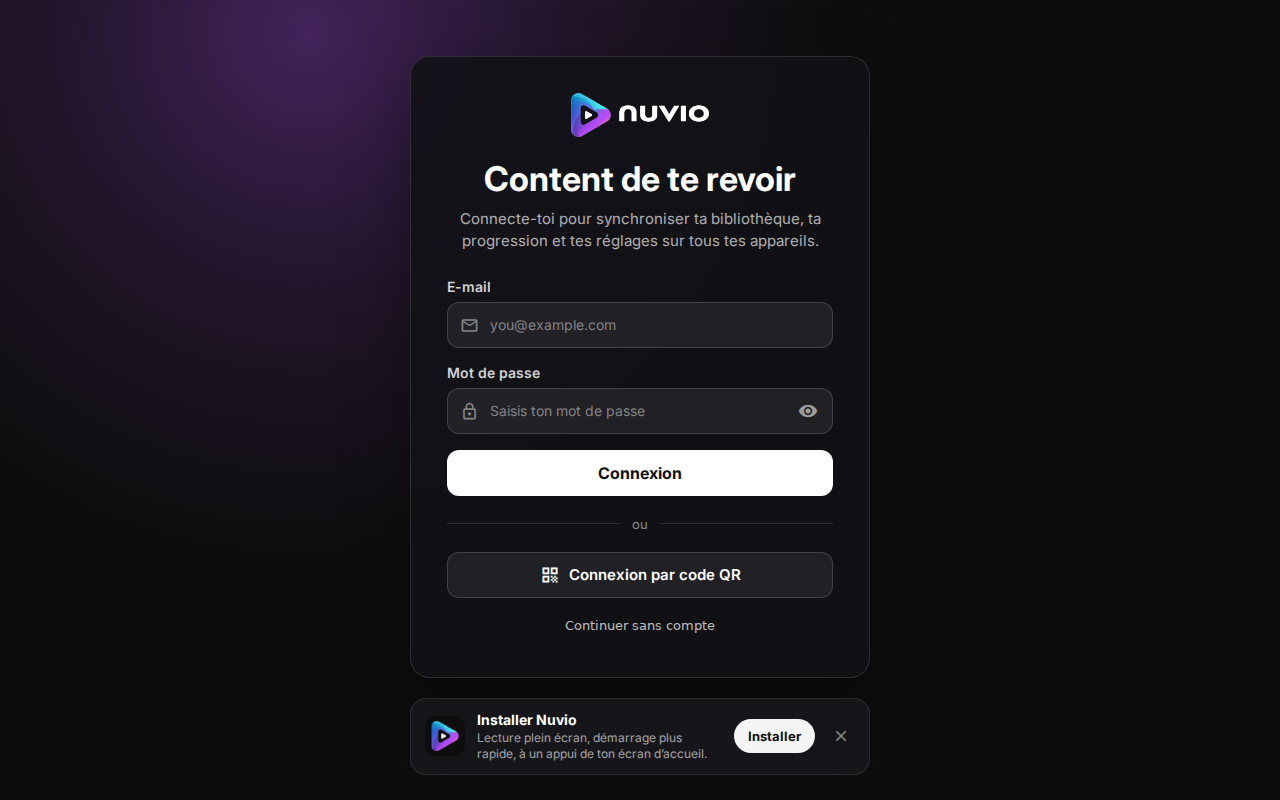 nuvio
Content de te revoir
Connecte-toi pour synchroniser ta bibliothèque, ta
progression et tes réglages sur tous tes appareils.
E-mail
you@example.com
Mot de passe
Saisis ton mot de passe
Connexion
ou
Connexion par code QR
Continuer sans compte
Installer Nuvio
Lecture plein écran, démarrage plus
rapide, à un appui de ton écran d’accueil.
Installer